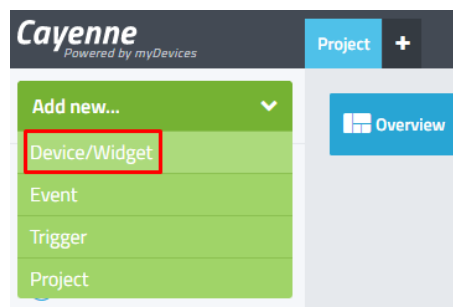 Cayenne
Powered by myDevices
Project +
Add new...
Overview
Device/Widget
Event
Trigger
Project